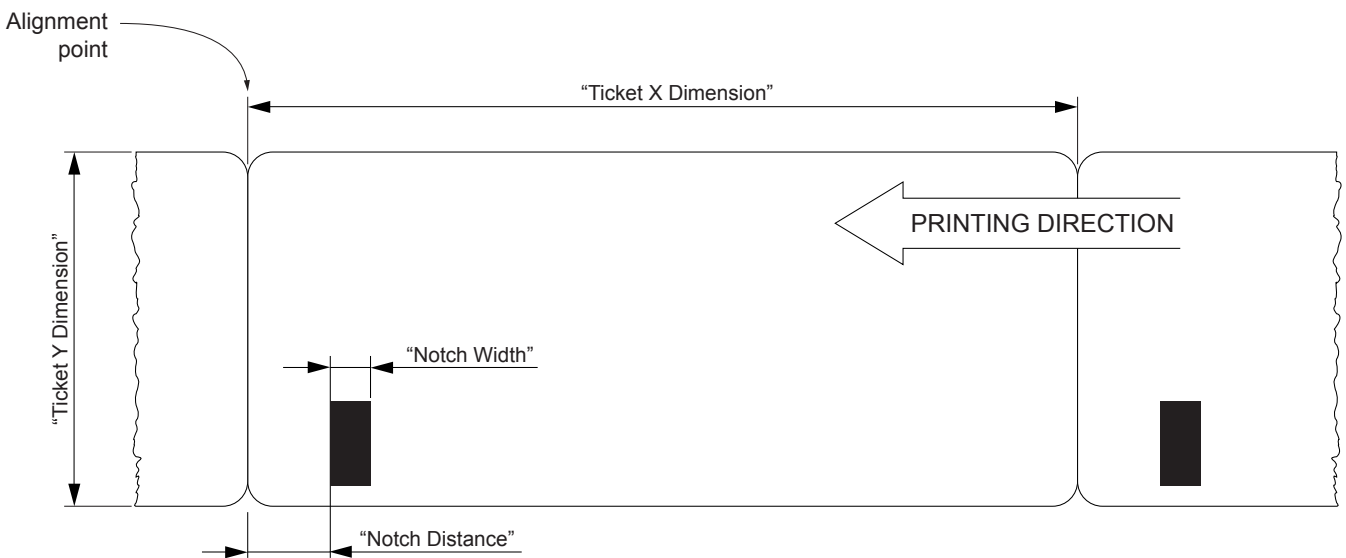 Alignment
point
“Ticket X Dimension”
PRINTING DIRECTION
“Ticket Y Dimension”
“Notch Width”
“Notch Distance”